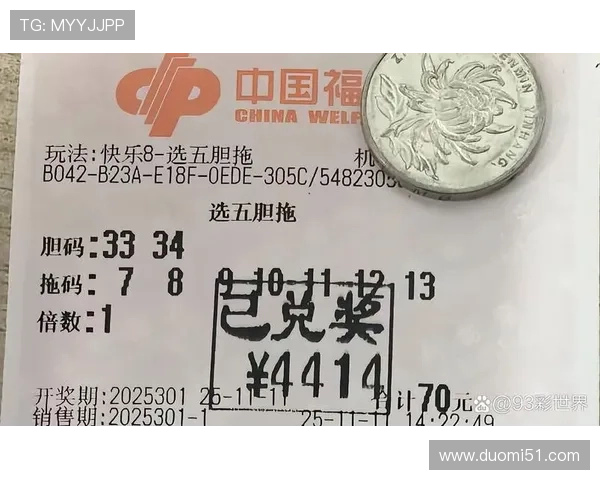 TG: MYYJJPP
中国福
CHINA WELF
玩法:快乐8-选五胆拖 机
B042-B23A-E18F-0EDE-305C/5482305
选五胆拖
胆码:33 34
拖码: 7 8 9 10 11 12 13
倍数:1
已兑奖
¥4414
开奖期:2025301 25-11-11 合计70元
销售期:2025301-1 25-11-11 14:22:49
@93彩世界
www.duomi51.com